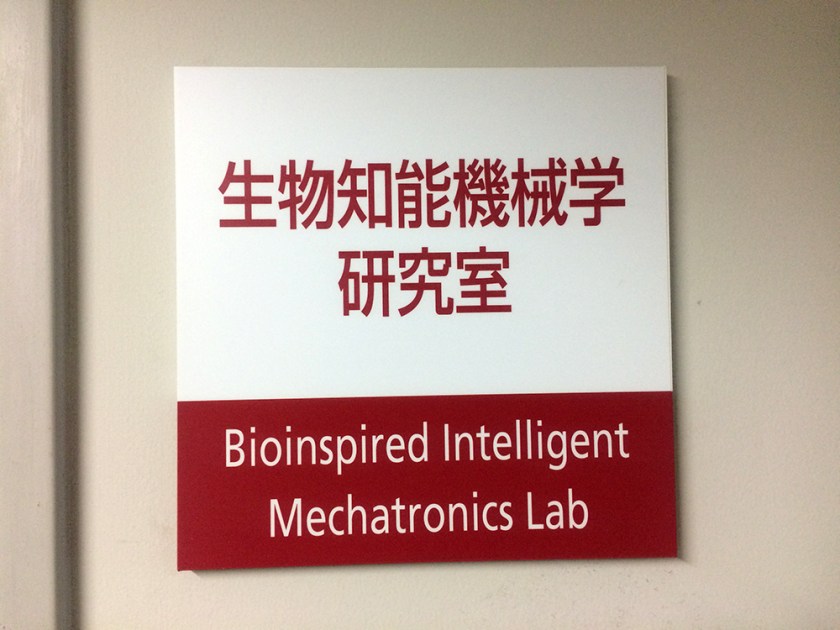 生物知能機械学
研究室
Bioinspired Intelligent
Mechatronics Lab